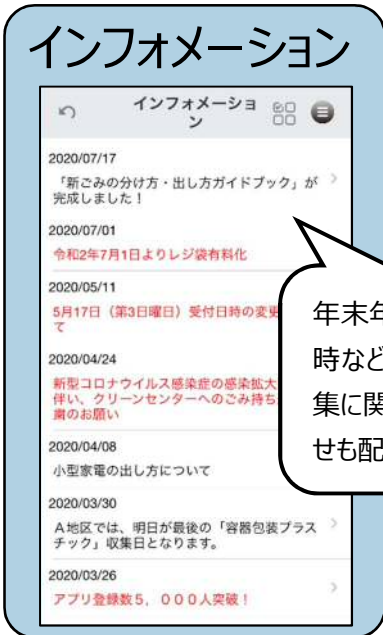 インフォメーション
インフォメーショ
ン
2020/07/17
「新ごみの分け方・出し方ガイドブック」が
完成しました！
2020/07/01
令和2年7月1日よりレジ袋有料化
2020/05/11
5月17日（第3日曜日）受付日時の変更
て
2020/04/24
新型コロナウイルス感染症の感染拡大
伴い、クリーンセンターへのごみ持ち
粛のお願い
2020/04/08
小型家電の出し方について
2020/03/30
Ａ地区では、明日が最後の「容器包装プラス
チック」収集日となります。
2020/03/26
アプリ登録数５，０００人突破！
年末年
時など
集に関
せも配